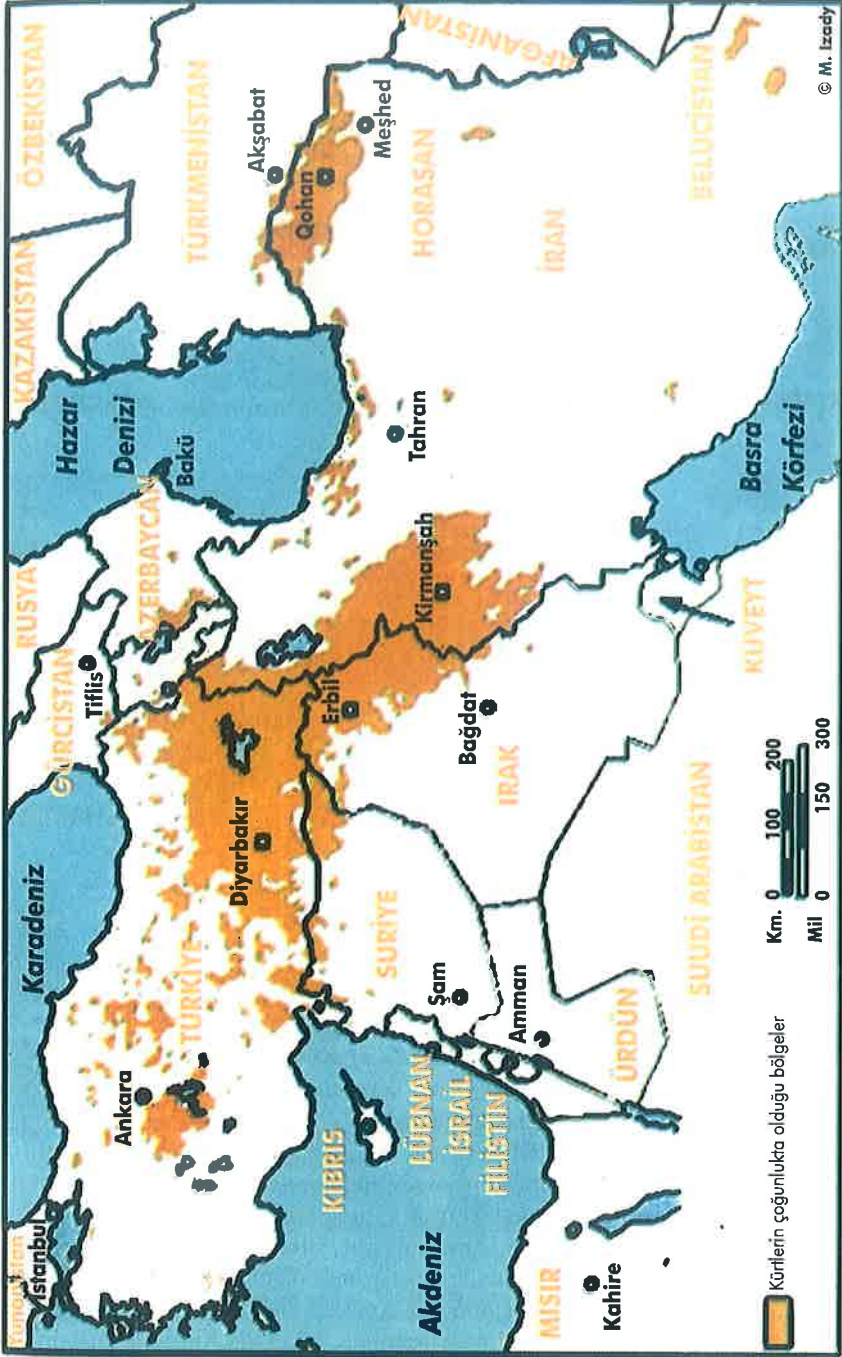 Yunanistan
İstanbul
Karadeniz
GÜRCİSTAN
Tiflis
RUSYA
AZERBAYCAN
Hazar
Denizi
Bakü
KAZAKİSTAN
ÖZBEKİSTAN
TÜRKMENİSTAN
Akşabat
Ankara
TÜRKİYE
Diyarbakır
Erbil
Kirmanşah
Tahran
Qohan
Meşhed
HORASAN
AFGANİSTAN
KIBRIS
Akdeniz
LÜBNAN
İSRAİL
FİLİSTİN
SURİYE
Şam
Amman
ÜRDÜN
IRAK
Bağdat
İRAN
BELUCİSTAN
MISIR
Kahire
SUUDİ ARABİSTAN
KUVEYT
Basra
Körfezi
Km. 0 100 200
Mil 0 150 300
Kürtlerin çoğunlukta olduğu bölgeler
© M. Izady